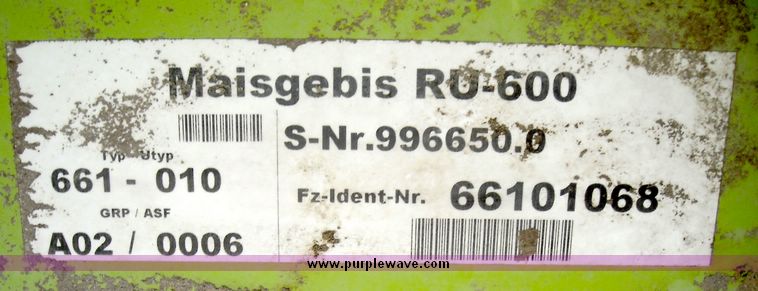 Maisgebis RU-600
S-Nr.996650.0
Typ - Utyp
661 - 010
Fz-Ident-Nr. 66101068
GRP / ASF
A02 / 0006
www.purplewave.com